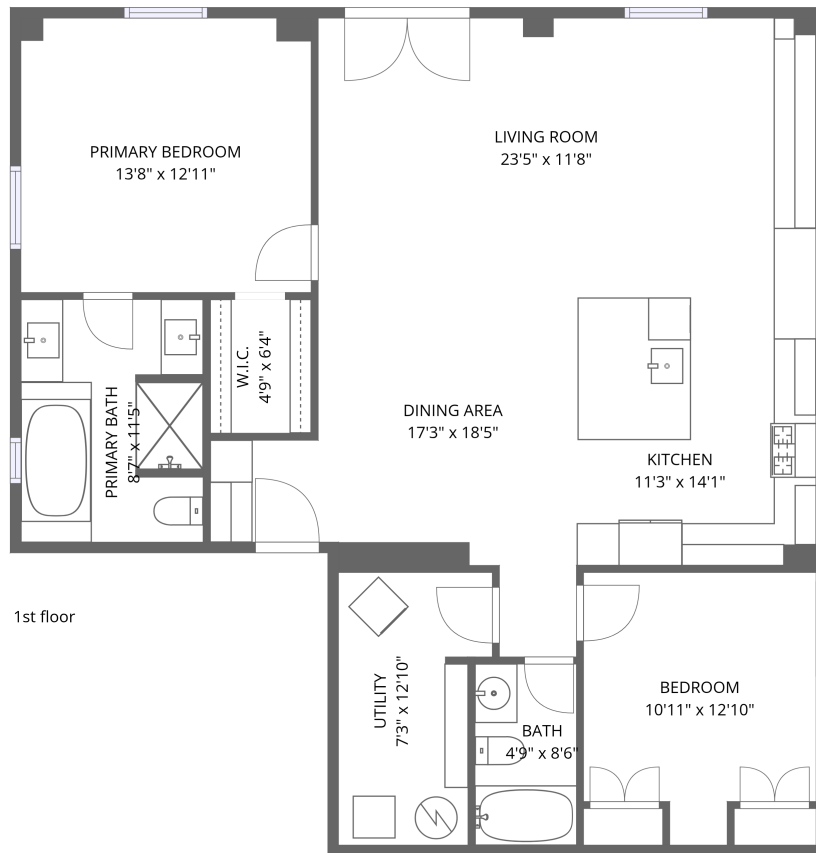 PRIMARY BEDROOM
13'8" x 12'11"
LIVING ROOM
23'5" x 11'8"
W.I.C.
4'9" x 6'4"
PRIMARY BATH
8'7" x 11'5"
DINING AREA
17'3" x 18'5"
KITCHEN
11'3" x 14'1"
1st floor
UTILITY
7'3" x 12'10"
BATH
4'9" x 8'6"
BEDROOM
10'11" x 12'10"